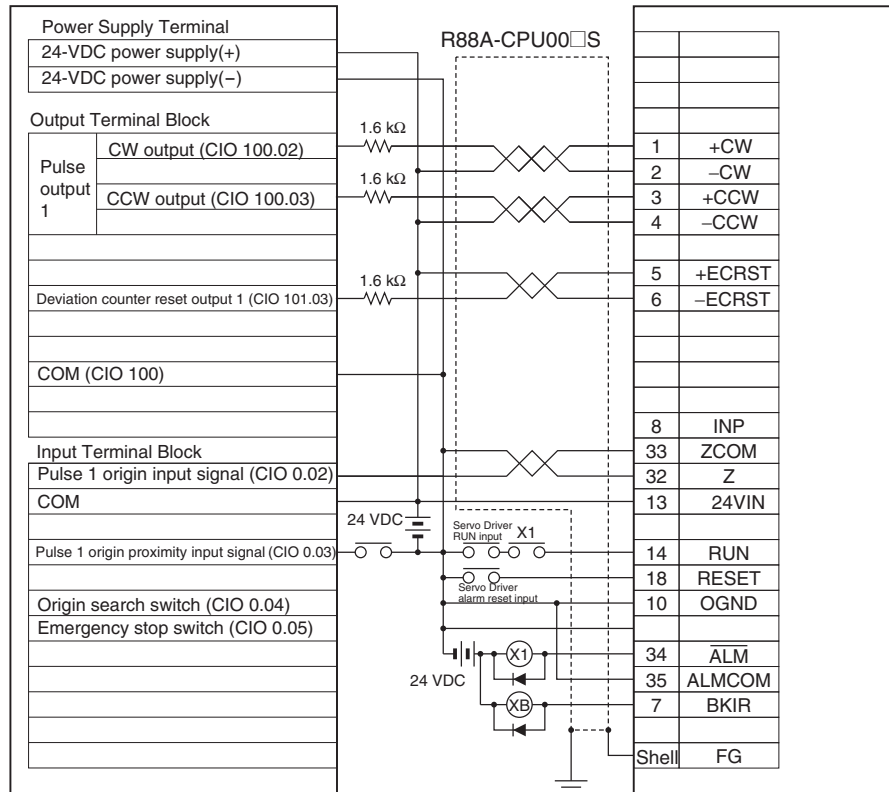 Power Supply Terminal
24-VDC power supply(+)
24-VDC power supply(−)
R88A-CPU00□S
Output Terminal Block
Pulse output 1
CW output (CIO 100.02)
CCW output (CIO 100.03)
1.6 kΩ
1.6 kΩ
Deviation counter reset output 1 (CIO 101.03)
1.6 kΩ
COM (CIO 100)
Input Terminal Block
Pulse 1 origin input signal (CIO 0.02)
COM
24 VDC
Pulse 1 origin proximity input signal (CIO 0.03)
Servo Driver
RUN input
X1
Servo Driver
alarm reset input
Origin search switch (CIO 0.04)
Emergency stop switch (CIO 0.05)
24 VDC
X1
XB
1 +CW
2 −CW
3 +CCW
4 −CCW
5 +ECRST
6 −ECRST
8 INP
33 ZCOM
32 Z
13 24VIN
14 RUN
18 RESET
10 OGND
34 ALM
35 ALMCOM
7 BKIR
Shell FG